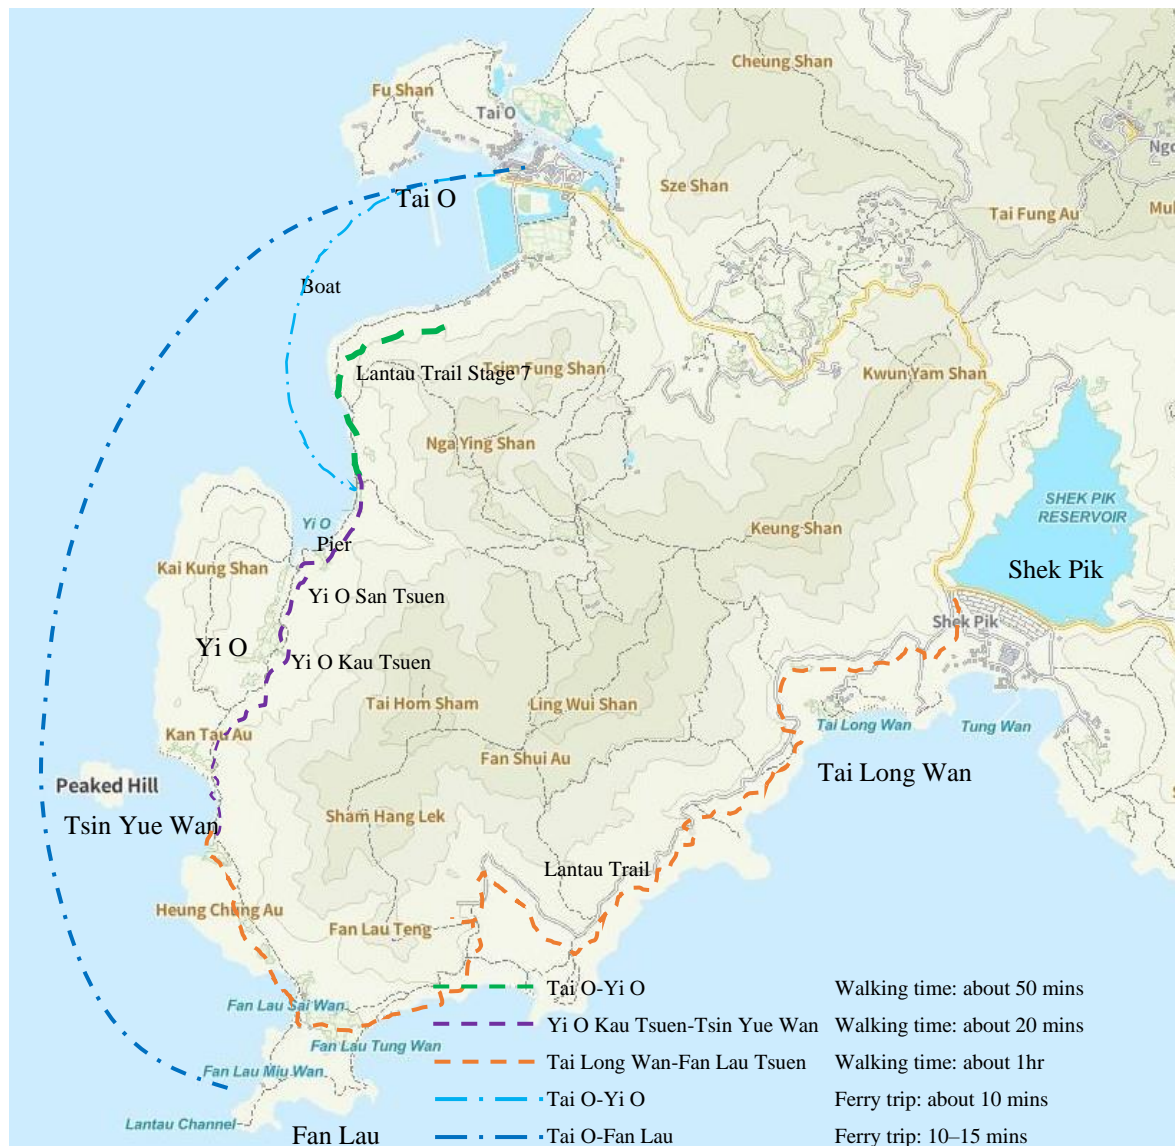 Cheung Shan
Fu Shan
Tai O
Ngo
Sze Shan
Tai O
Tai Fung Au
Mui
Boat
Tsim Fung Shan
Lantau Trail Stage 7
Kwun Yam Shan
Nga Ying Shan
SHEK PIK
RESERVOIR
Yi O
Keung Shan
Pier
Kai Kung Shan
Shek Pik
Yi O San Tsuen
Shek Pik
Yi O
Yi O Kau Tsuen
Tai Hom Sham
Ling Wui Shan
Tai Long Wan
Tung Wan
Kan Tau Au
Fan Shui Au
Tai Long Wan
Peaked Hill
Sham Hang Lek
Tsin Yue Wan
Lantau Trail
Heung Chung Au
Fan Lau Teng
Tai O-Yi O Walking time: about 50 mins
Fan Lau Sai Wan
Yi O Kau Tsuen-Tsin Yue Wan Walking time: about 20 mins
Fan Lau Tung Wan
Tai Long Wan-Fan Lau Tsuen Walking time: about 1hr
Fan Lau Miu Wan
Tai O-Yi O Ferry trip: about 10 mins
Lantau Channel
Fan Lau
Tai O-Fan Lau Ferry trip: 10–15 mins